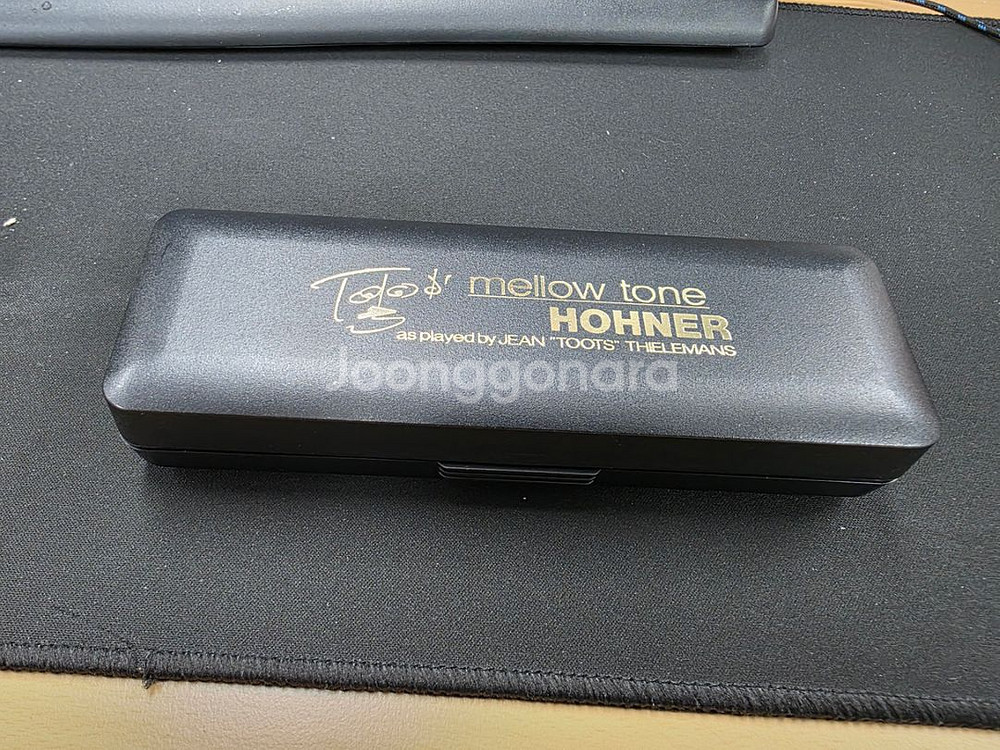 Toots' mellow tone
HOHNER
as played by JEAN "TOOTS" THIELEMANS
Joonggonara